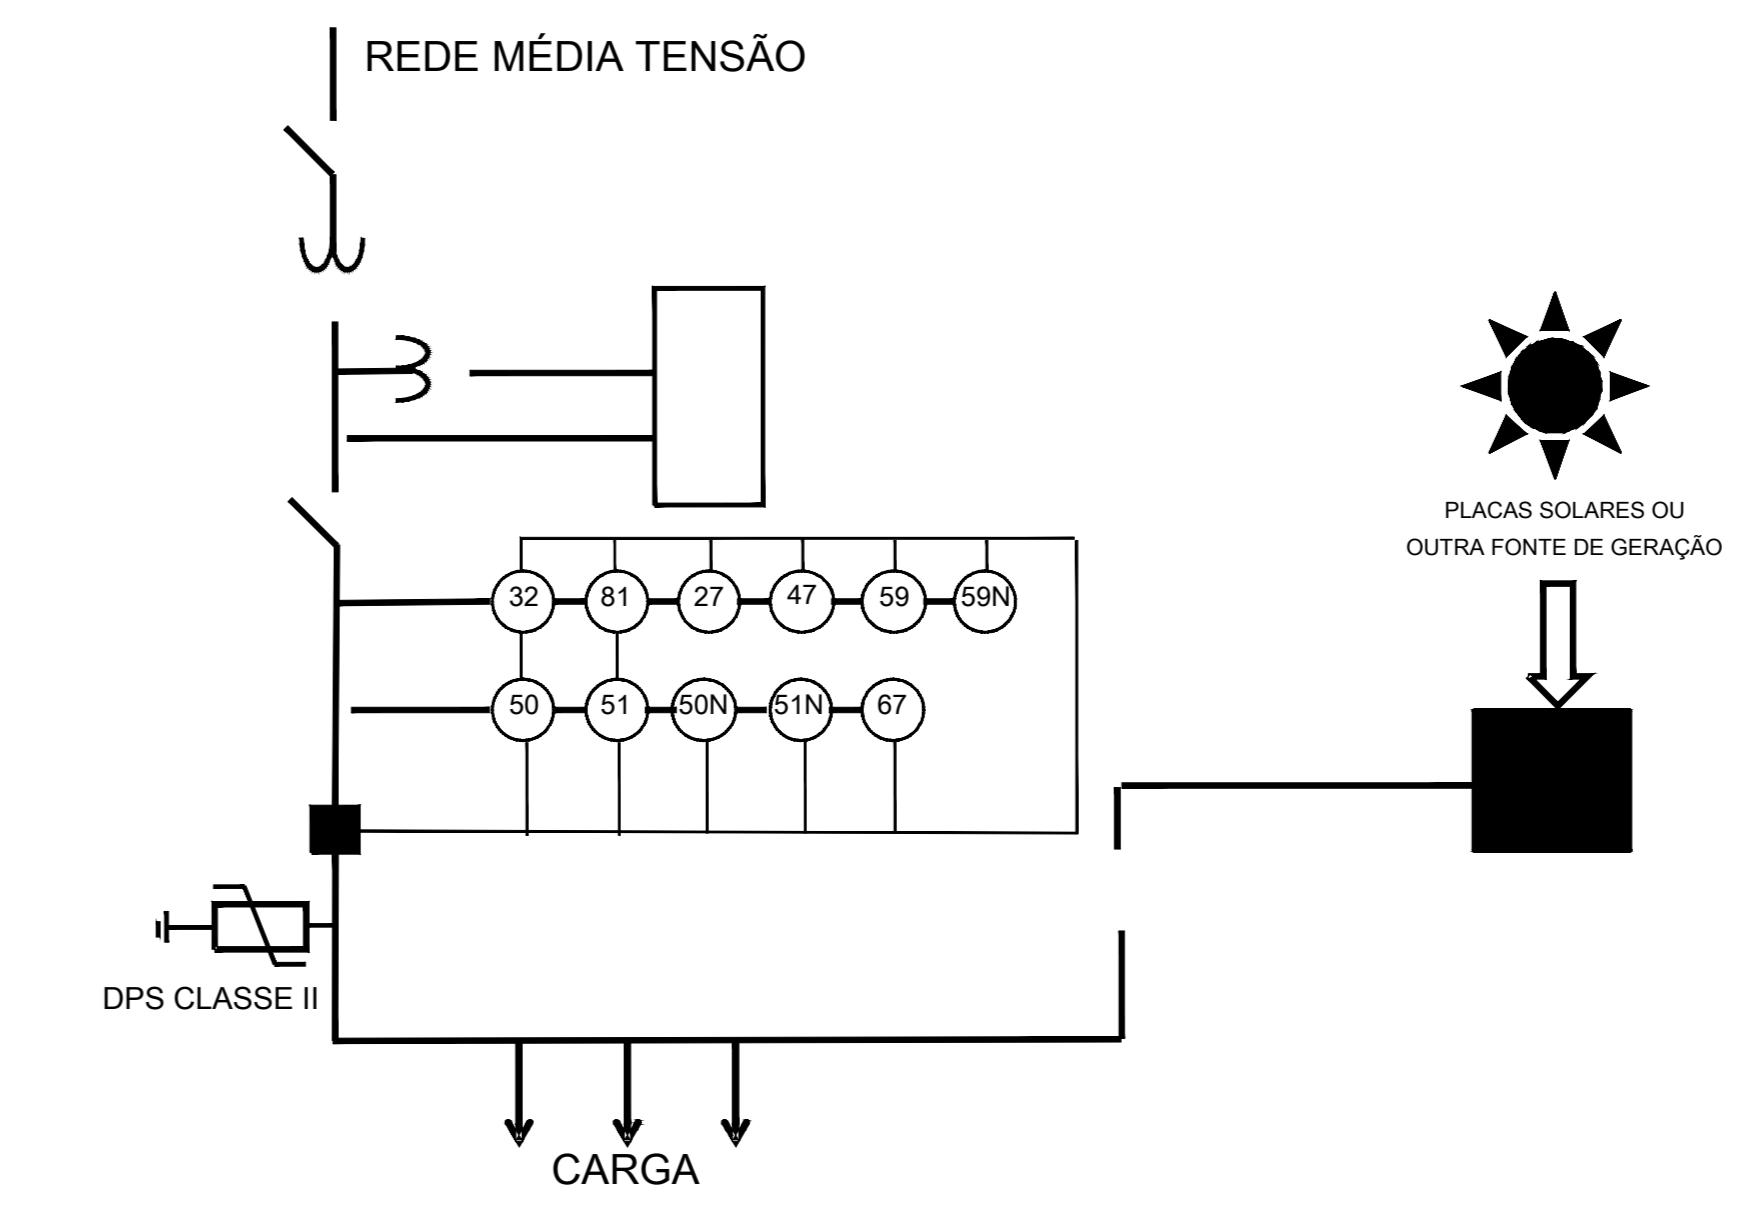 REDE MÉDIA TENSÃO
PLACAS SOLARES OU
OUTRA FONTE DE GERAÇÃO
32 81 27 47 59 59N
50 51 50N 51N 67
DPS CLASSE II
CARGA